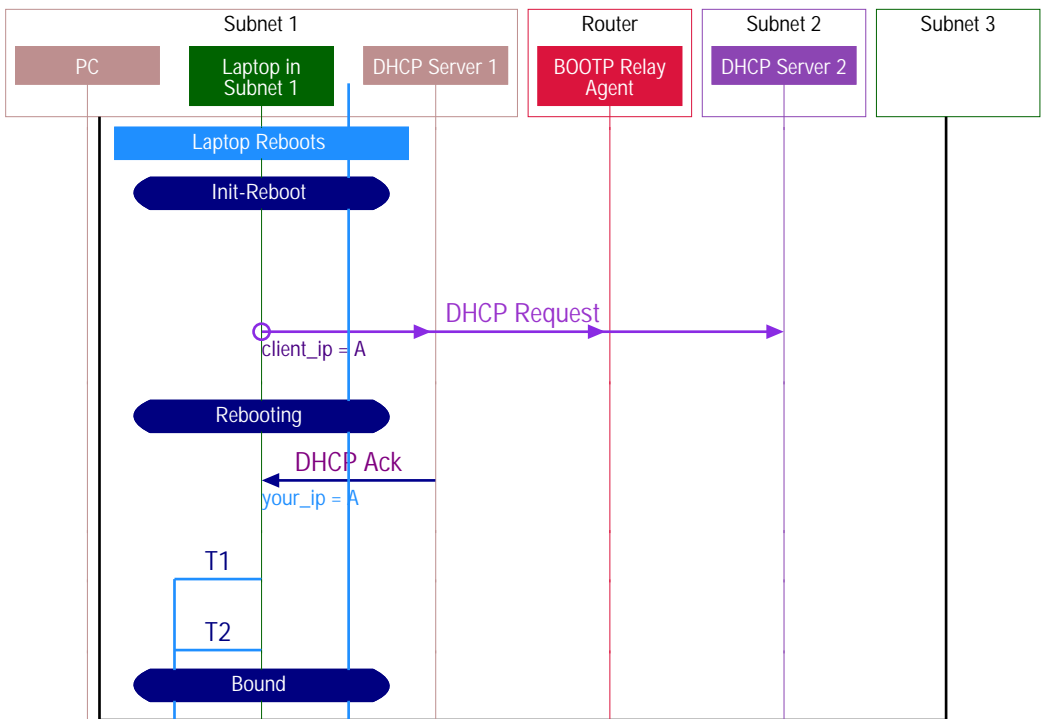 Subnet 1
Router
Subnet 2
Subnet 3
PC
Laptop in
Subnet 1
DHCP Server 1
BOOTP Relay
Agent
DHCP Server 2
Laptop Reboots
Init-Reboot
DHCP Request
client_ip = A
Rebooting
DHCP Ack
your_ip = A
T1
T2
Bound